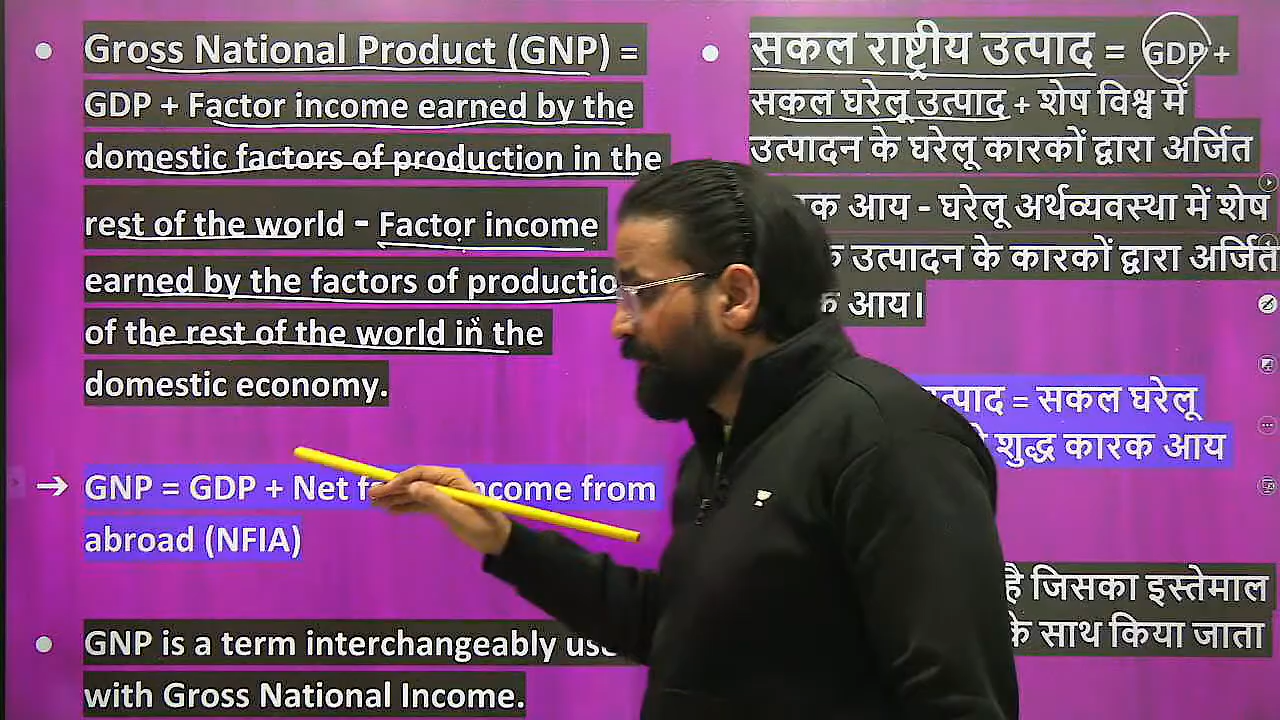 Gross National Product (GNP) =
GDP + Factor income earned by the
domestic factors of production in the
rest of the world - Factor income
earned by the factors of
of the rest of the world in the
domestic economy.
→ GNP = GDP + Net from
abroad (NFIA)
GNP is a term interchangeably
with Gross National Income.
सकल राष्ट्रीय उत्पाद = GDP +
सकल घरेलू उत्पाद + शेष विश्व में
उत्पादन के घरेलू कारकों द्वारा अर्जित
आय - घरेलू अर्थव्यवस्था में शेष
उत्पादन के कारकों द्वारा अर्जित
आय।
= सकल घरेलू
शुद्ध कारक आय
है जिसका इस्तेमाल
के साथ किया जाता